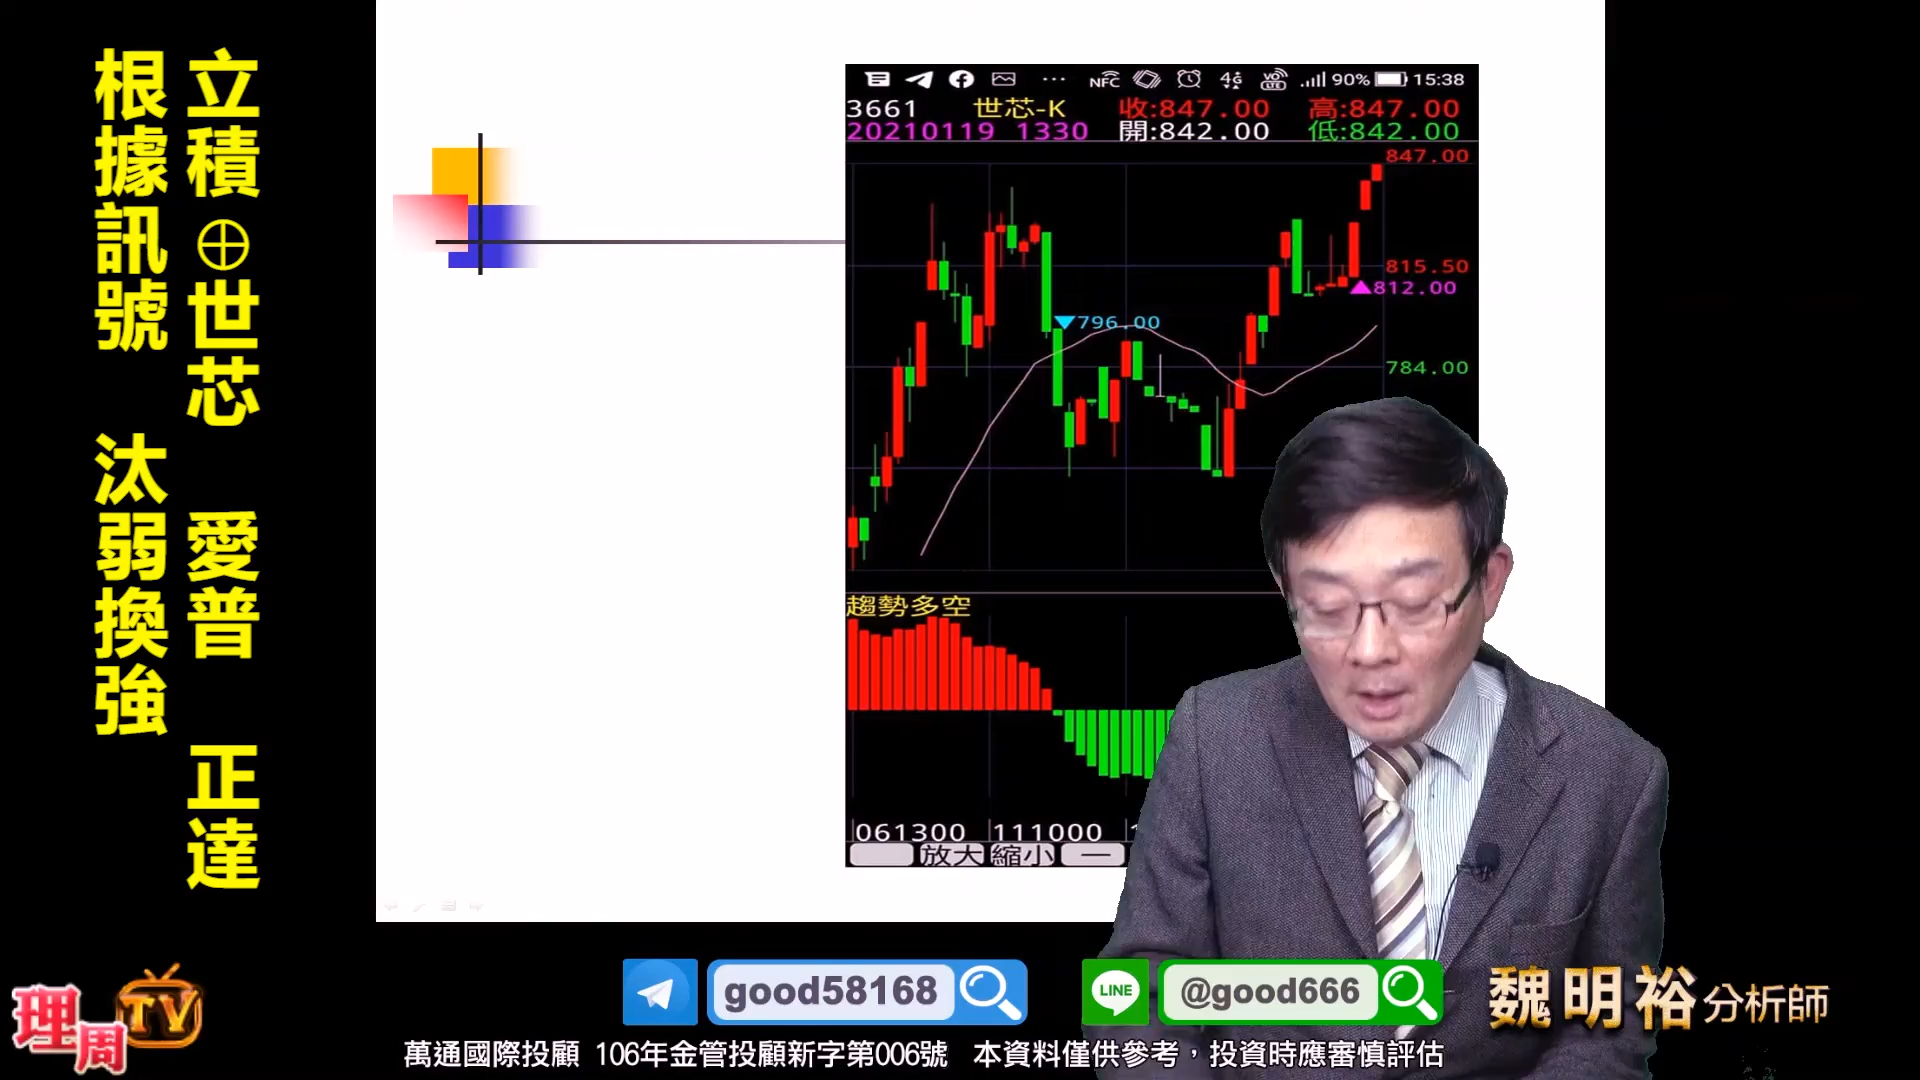 立積⊕世芯 愛普 正達
根據訊號 汰弱換強
NFC 4G VO LTE 90% 15:38
3661 世芯-K 收:847.00 高:847.00
20210119 1330 開:842.00 低:842.00
847.00
815.50
▲812.00
▼796.00
784.00
趨勢多空
061300 111000
放大 縮小 一
理周TV
good58168
LINE @good666
魏明裕分析師
萬通國際投顧 106年金管投顧新字第006號 本資料僅供參考，投資時應審慎評估